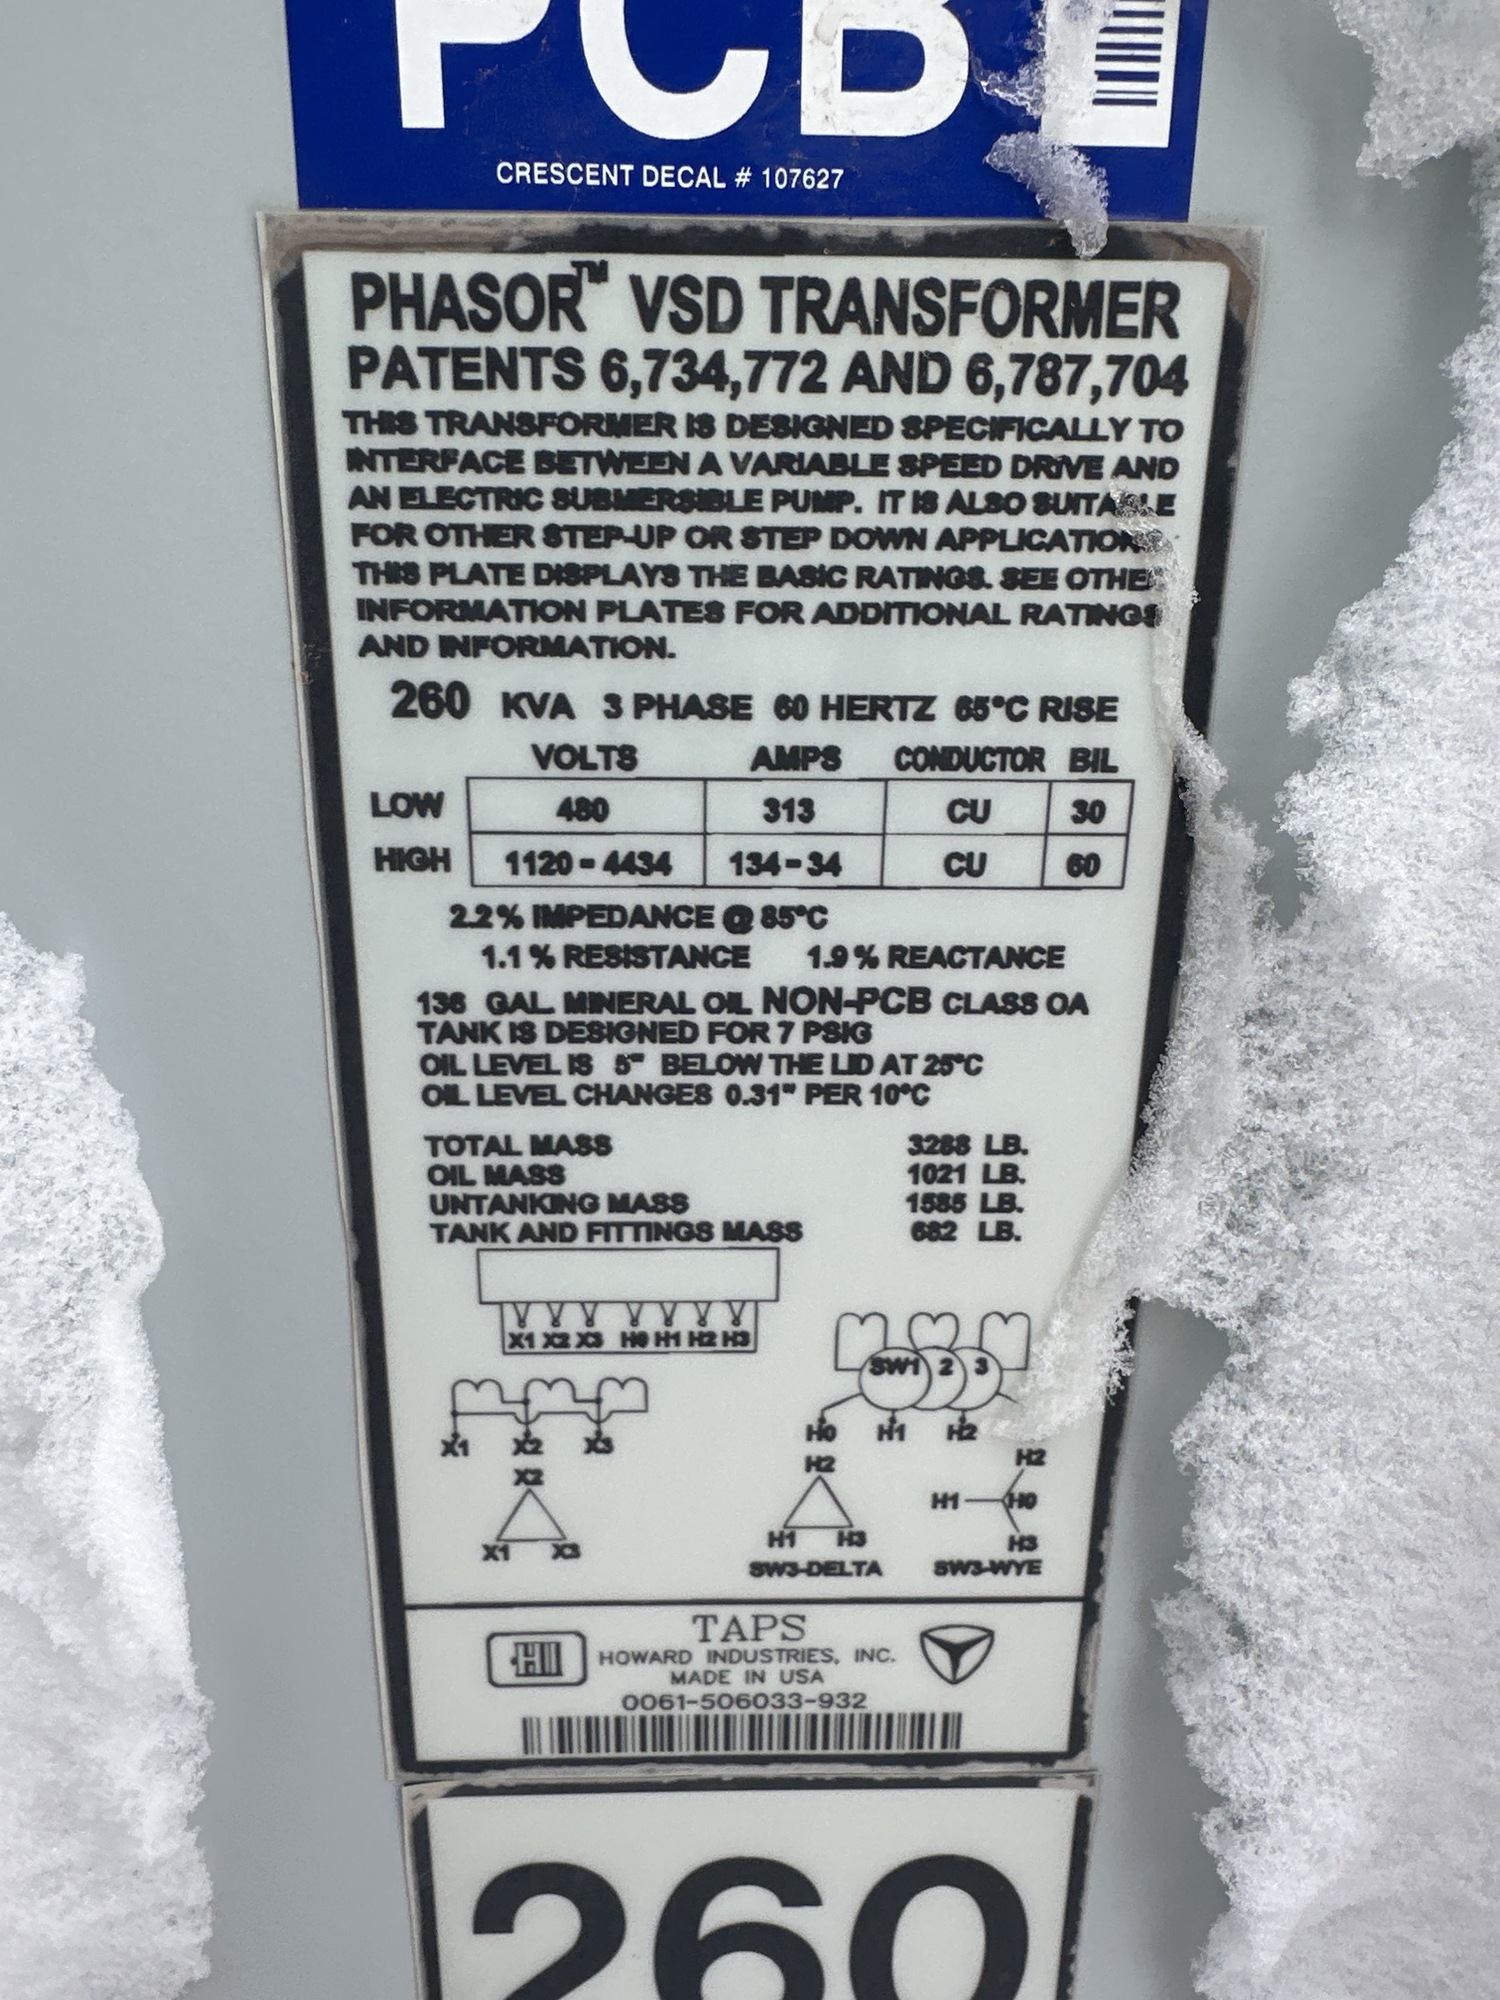 PCB
CRESCENT DECAL # 107627
PHASOR™ VSD TRANSFORMER
PATENTS 6,734,772 AND 6,787,704
THIS TRANSFORMER IS DESIGNED SPECIFICALLY TO
INTERFACE BETWEEN A VARIABLE SPEED DRIVE AND
AN ELECTRIC SUBMERSIBLE PUMP. IT IS ALSO SUITABLE
FOR OTHER STEP-UP OR STEP DOWN APPLICATIONS
THIS PLATE DISPLAYS THE BASIC RATINGS. SEE OTHER
INFORMATION PLATES FOR ADDITIONAL RATINGS
AND INFORMATION.
260 KVA 3 PHASE 60 HERTZ 65°C RISE
VOLTS AMPS CONDUCTOR BIL
LOW 480 313 CU 30
HIGH 1120 - 4434 134 - 34 CU 60
2.2 % IMPEDANCE @ 85°C
1.1 % RESISTANCE 1.9 % REACTANCE
136 GAL. MINERAL OIL NON-PCB CLASS OA
TANK IS DESIGNED FOR 7 PSIG
OIL LEVEL IS 5" BELOW THE LID AT 25°C
OIL LEVEL CHANGES 0.31" PER 10°C
TOTAL MASS 3288 LB.
OIL MASS 1021 LB.
UNTANKING MASS 1585 LB.
TANK AND FITTINGS MASS 682 LB.
X1 X2 X3 H0 H1 H2 H3
SW1 2 3
H0 H1 H2
X1 X2 X3
X2
X1 X3
H2
H1 H3
SW3-DELTA
H2
H1 H0
H3
SW3-WYE
TAPS
HI
HOWARD INDUSTRIES, INC.
MADE IN USA
0061-506033-932
260